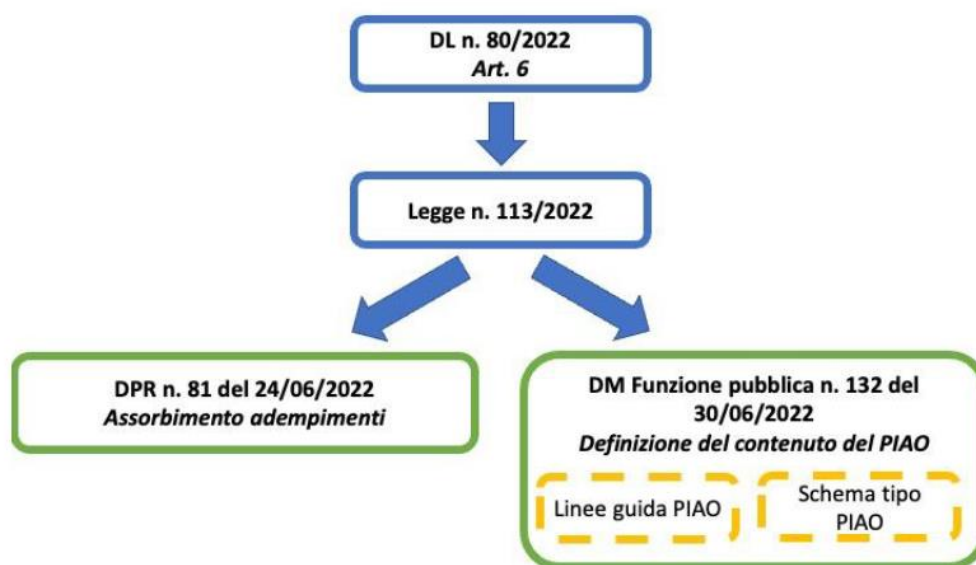 DL n. 80/2022
Art. 6
Legge n. 113/2022
DPR n. 81 del 24/06/2022
Assorbimento adempimenti
DM Funzione pubblica n. 132 del
30/06/2022
Definizione del contenuto del PIAO
Linee guida PIAO
Schema tipo
PIAO